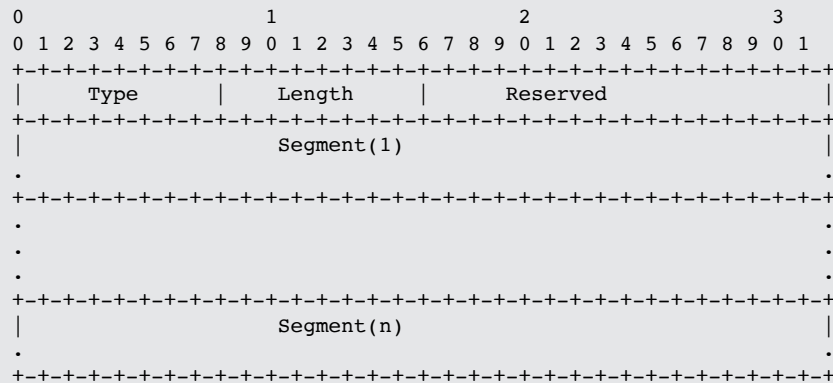 0                   1                   2                   3
0 1 2 3 4 5 6 7 8 9 0 1 2 3 4 5 6 7 8 9 0 1 2 3 4 5 6 7 8 9 0 1
+-+-+-+-+-+-+-+-+-+-+-+-+-+-+-+-+-+-+-+-+-+-+-+-+-+-+-+-+-+-+-+-+
|     Type      |    Length     |      Reserved                 |
+-+-+-+-+-+-+-+-+-+-+-+-+-+-+-+-+-+-+-+-+-+-+-+-+-+-+-+-+-+-+-+-+
|                    Segment(1)                                 |
.                                                               .
+-+-+-+-+-+-+-+-+-+-+-+-+-+-+-+-+-+-+-+-+-+-+-+-+-+-+-+-+-+-+-+-+
.                                                               .
.                                                               .
.                                                               .
+-+-+-+-+-+-+-+-+-+-+-+-+-+-+-+-+-+-+-+-+-+-+-+-+-+-+-+-+-+-+-+-+
|                    Segment(n)                                 |
.                                                               .
+-+-+-+-+-+-+-+-+-+-+-+-+-+-+-+-+-+-+-+-+-+-+-+-+-+-+-+-+-+-+-+-+